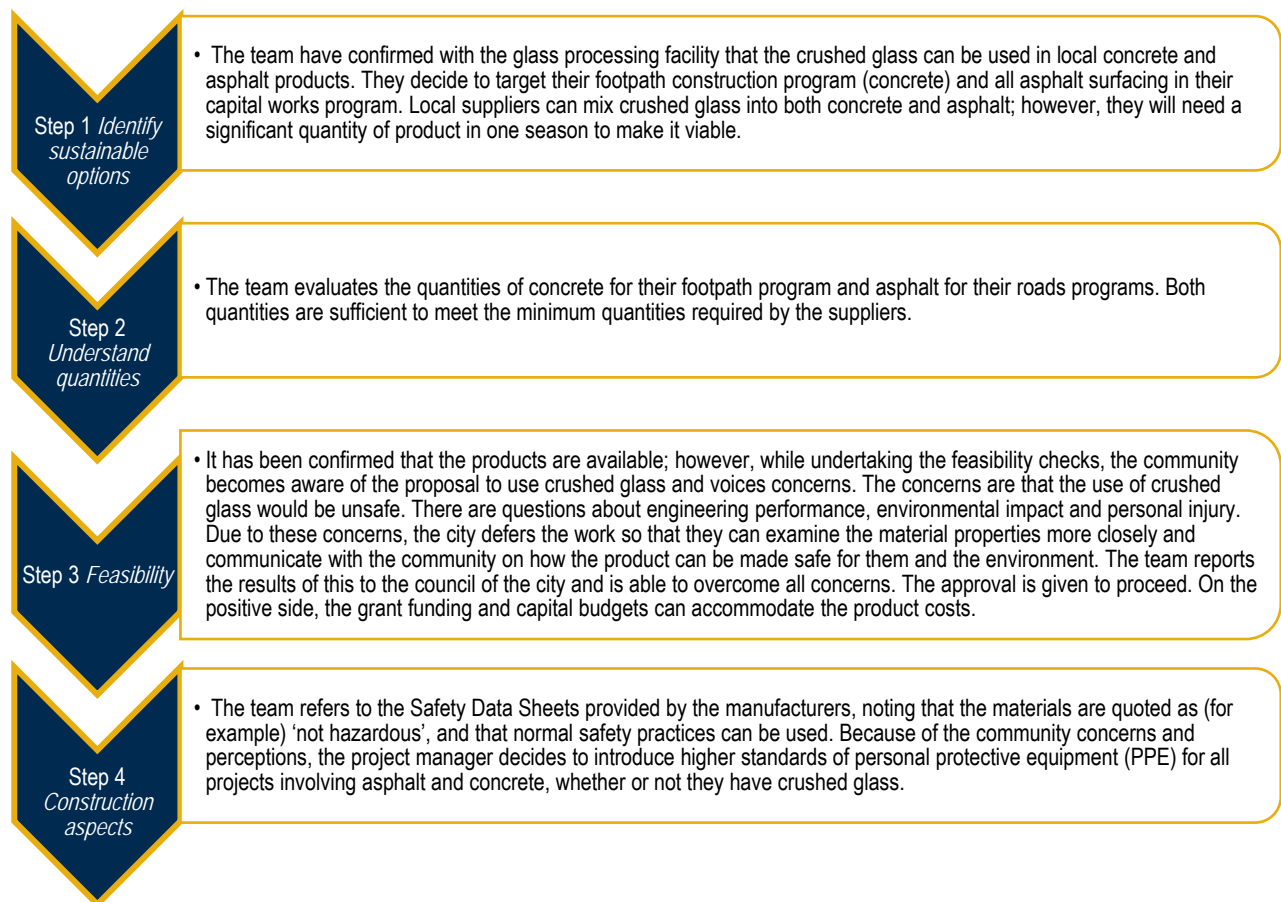 Step 1 Identify
sustainable
options
• The team have confirmed with the glass processing facility that the crushed glass can be used in local concrete and
asphalt products. They decide to target their footpath construction program (concrete) and all asphalt surfacing in their
capital works program. Local suppliers can mix crushed glass into both concrete and asphalt; however, they will need a
significant quantity of product in one season to make it viable.
Step 2
Understand
quantities
• The team evaluates the quantities of concrete for their footpath program and asphalt for their roads programs. Both
quantities are sufficient to meet the minimum quantities required by the suppliers.
Step 3 Feasibility
• It has been confirmed that the products are available; however, while undertaking the feasibility checks, the community
becomes aware of the proposal to use crushed glass and voices concerns. The concerns are that the use of crushed
glass would be unsafe. There are questions about engineering performance, environmental impact and personal injury.
Due to these concerns, the city defers the work so that they can examine the material properties more closely and
communicate with the community on how the product can be made safe for them and the environment. The team reports
the results of this to the council of the city and is able to overcome all concerns. The approval is given to proceed. On the
positive side, the grant funding and capital budgets can accommodate the product costs.
Step 4
Construction
aspects
• The team refers to the Safety Data Sheets provided by the manufacturers, noting that the materials are quoted as (for
example) ‘not hazardous’, and that normal safety practices can be used. Because of the community concerns and
perceptions, the project manager decides to introduce higher standards of personal protective equipment (PPE) for all
projects involving asphalt and concrete, whether or not they have crushed glass.